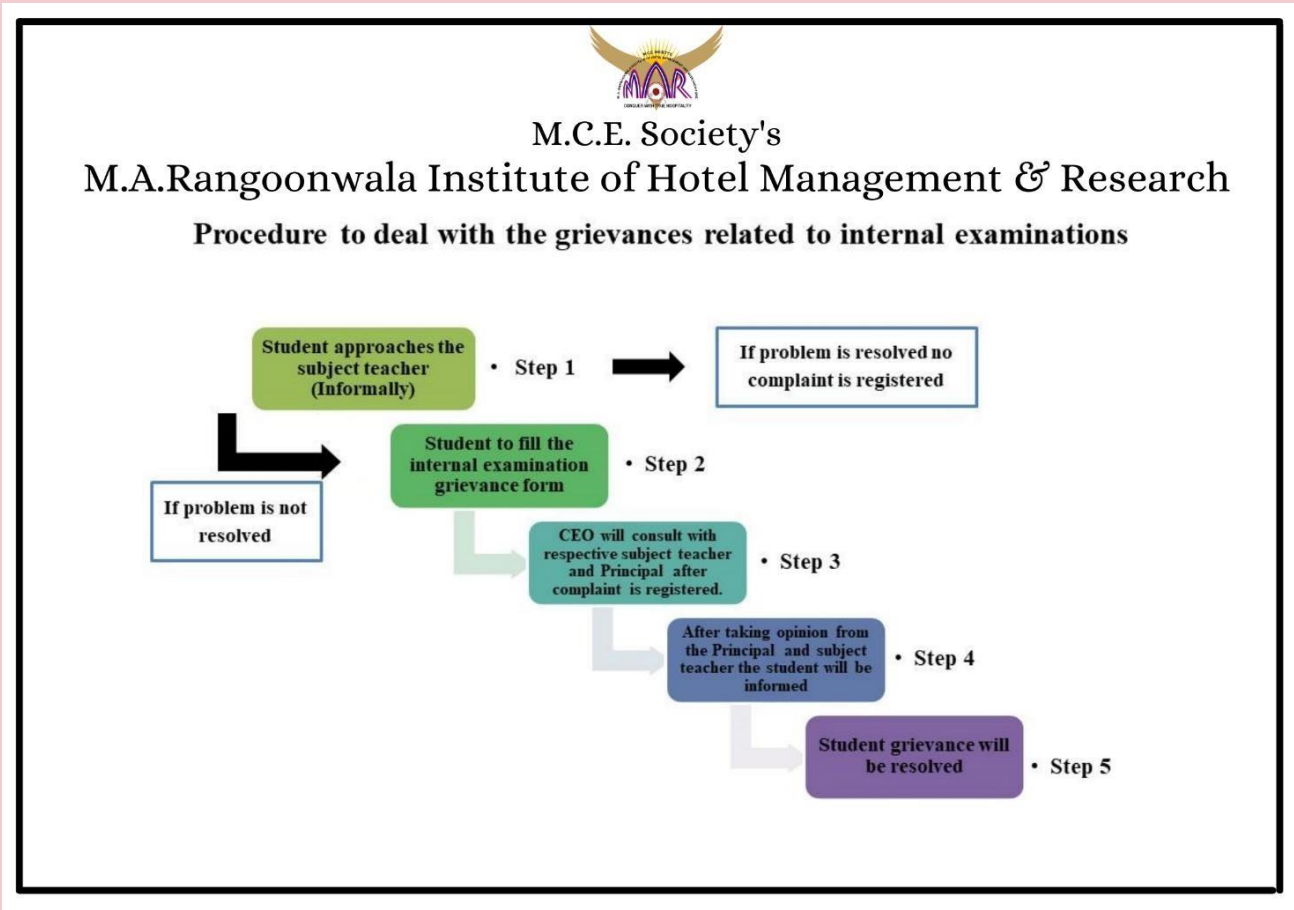 MAR
M.C.E. Society's
M.A.Rangoonwala Institute of Hotel Management & Research
Procedure to deal with the grievances related to internal examinations
Student approaches the
subject teacher
(Informally)
• Step 1
If problem is resolved no
complaint is registered
If problem is not
resolved
Student to fill the
internal examination
grievance form
• Step 2
CEO will consult with
respective subject teacher
and Principal after
complaint is registered.
• Step 3
After taking opinion from
the Principal and subject
teacher the student will be
informed
• Step 4
Student grievance will
be resolved
• Step 5